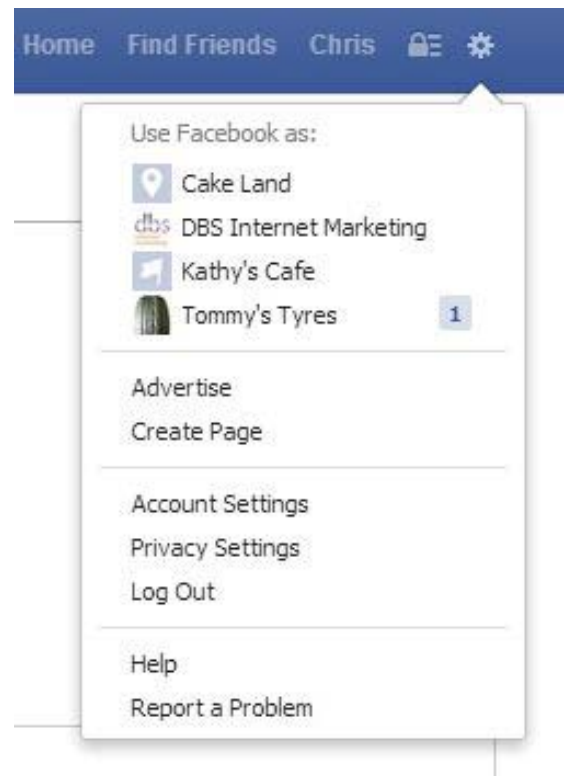 Home Find Friends Chris
Use Facebook as:
Cake Land
dbs DBS Internet Marketing
Kathy's Cafe
Tommy's Tyres 1
Advertise
Create Page
Account Settings
Privacy Settings
Log Out
Help
Report a Problem